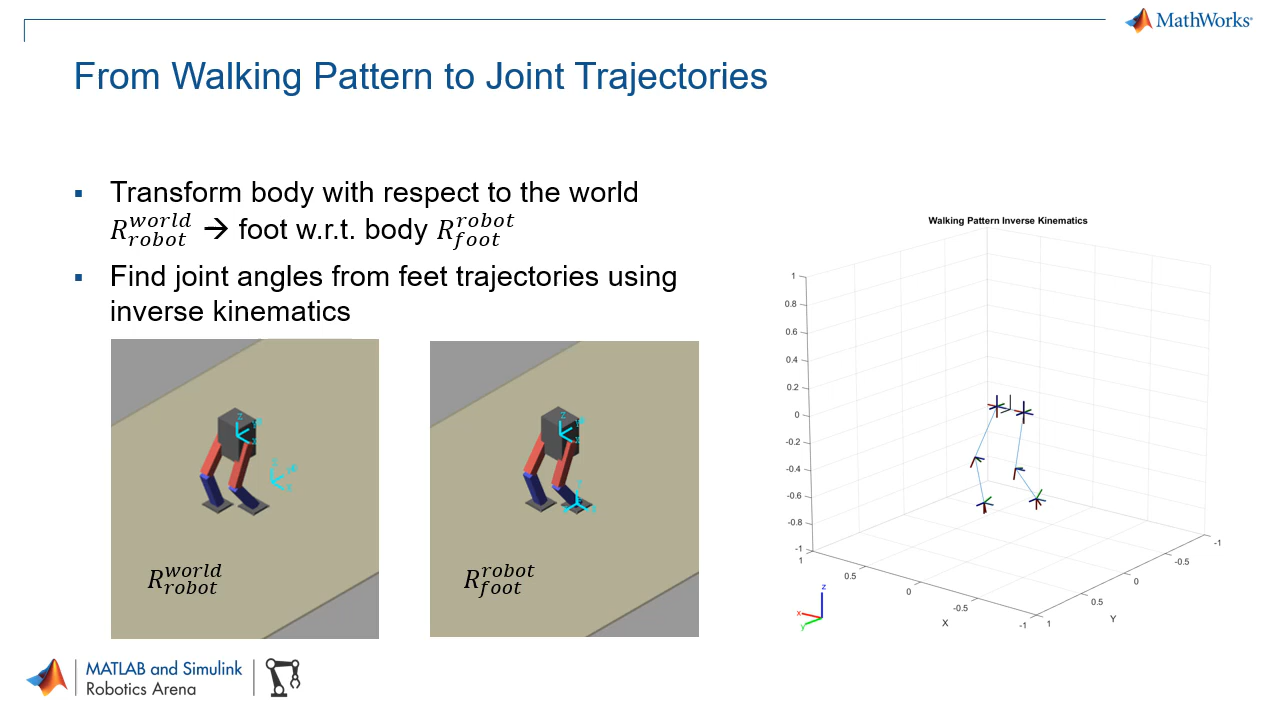 MathWorks®
From Walking Pattern to Joint Trajectories
▪ Transform body with respect to the world
R^{world}_{robot} → foot w.r.t. body R^{robot}_{foot}
▪ Find joint angles from feet trajectories using
inverse kinematics
R^{world}_{robot}
R^{robot}_{foot}
Walking Pattern Inverse Kinematics
1
0.8
0.6
0.4
0.2
0
-0.2
-0.4
-0.6
-0.8
-1
1
0.5
0
-0.5
-1
X
1
0.5
0
-0.5
-1
Y
z
x
y
MATLAB and Simulink
Robotics Arena